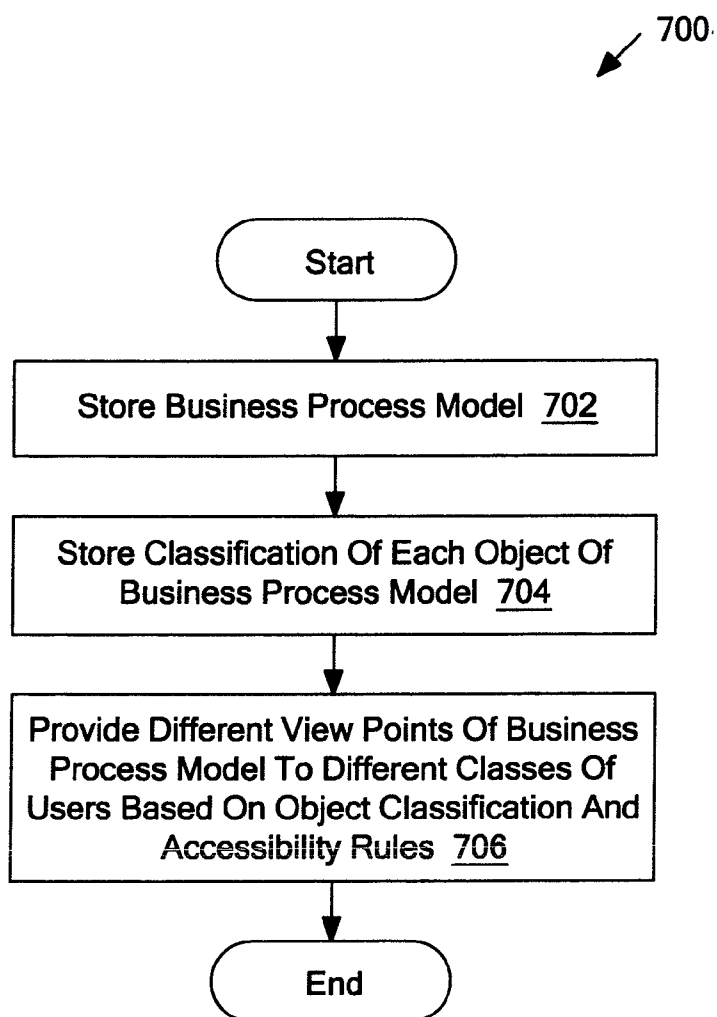 700
Start
Store Business Process Model 702
Store Classification Of Each Object Of
Business Process Model 704
Provide Different View Points Of Business
Process Model To Different Classes Of
Users Based On Object Classification And
Accessibility Rules 706
End